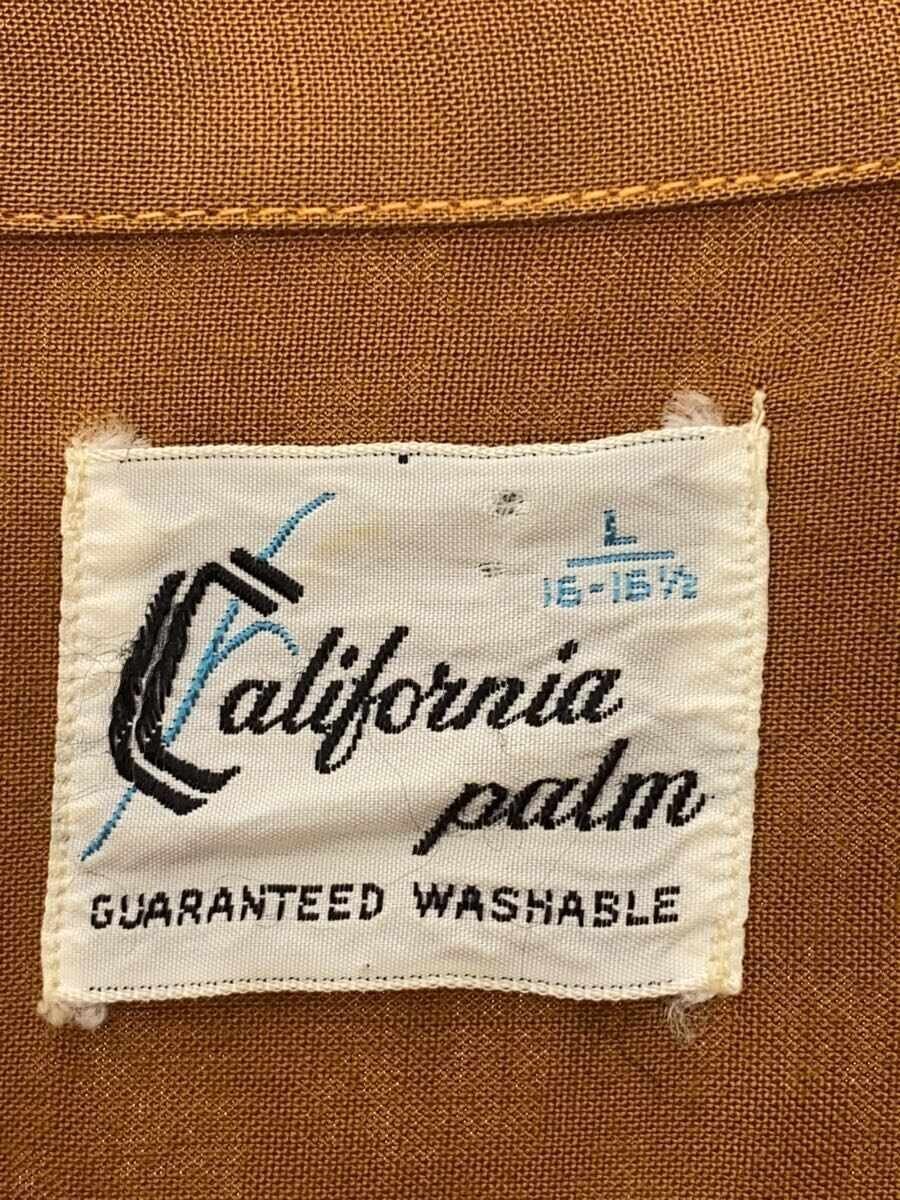 L
16-16½
California
palm
GUARANTEED WASHABLE